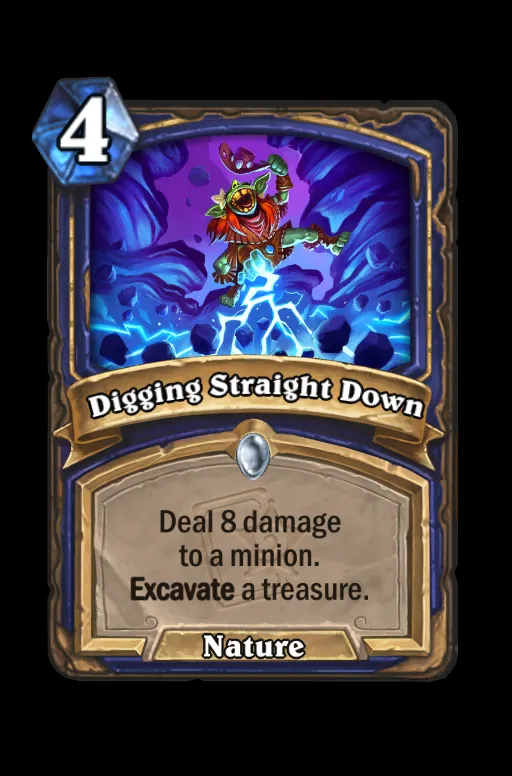 4
Digging Straight Down
Deal 8 damage
to a minion.
Excavate a treasure.
Nature